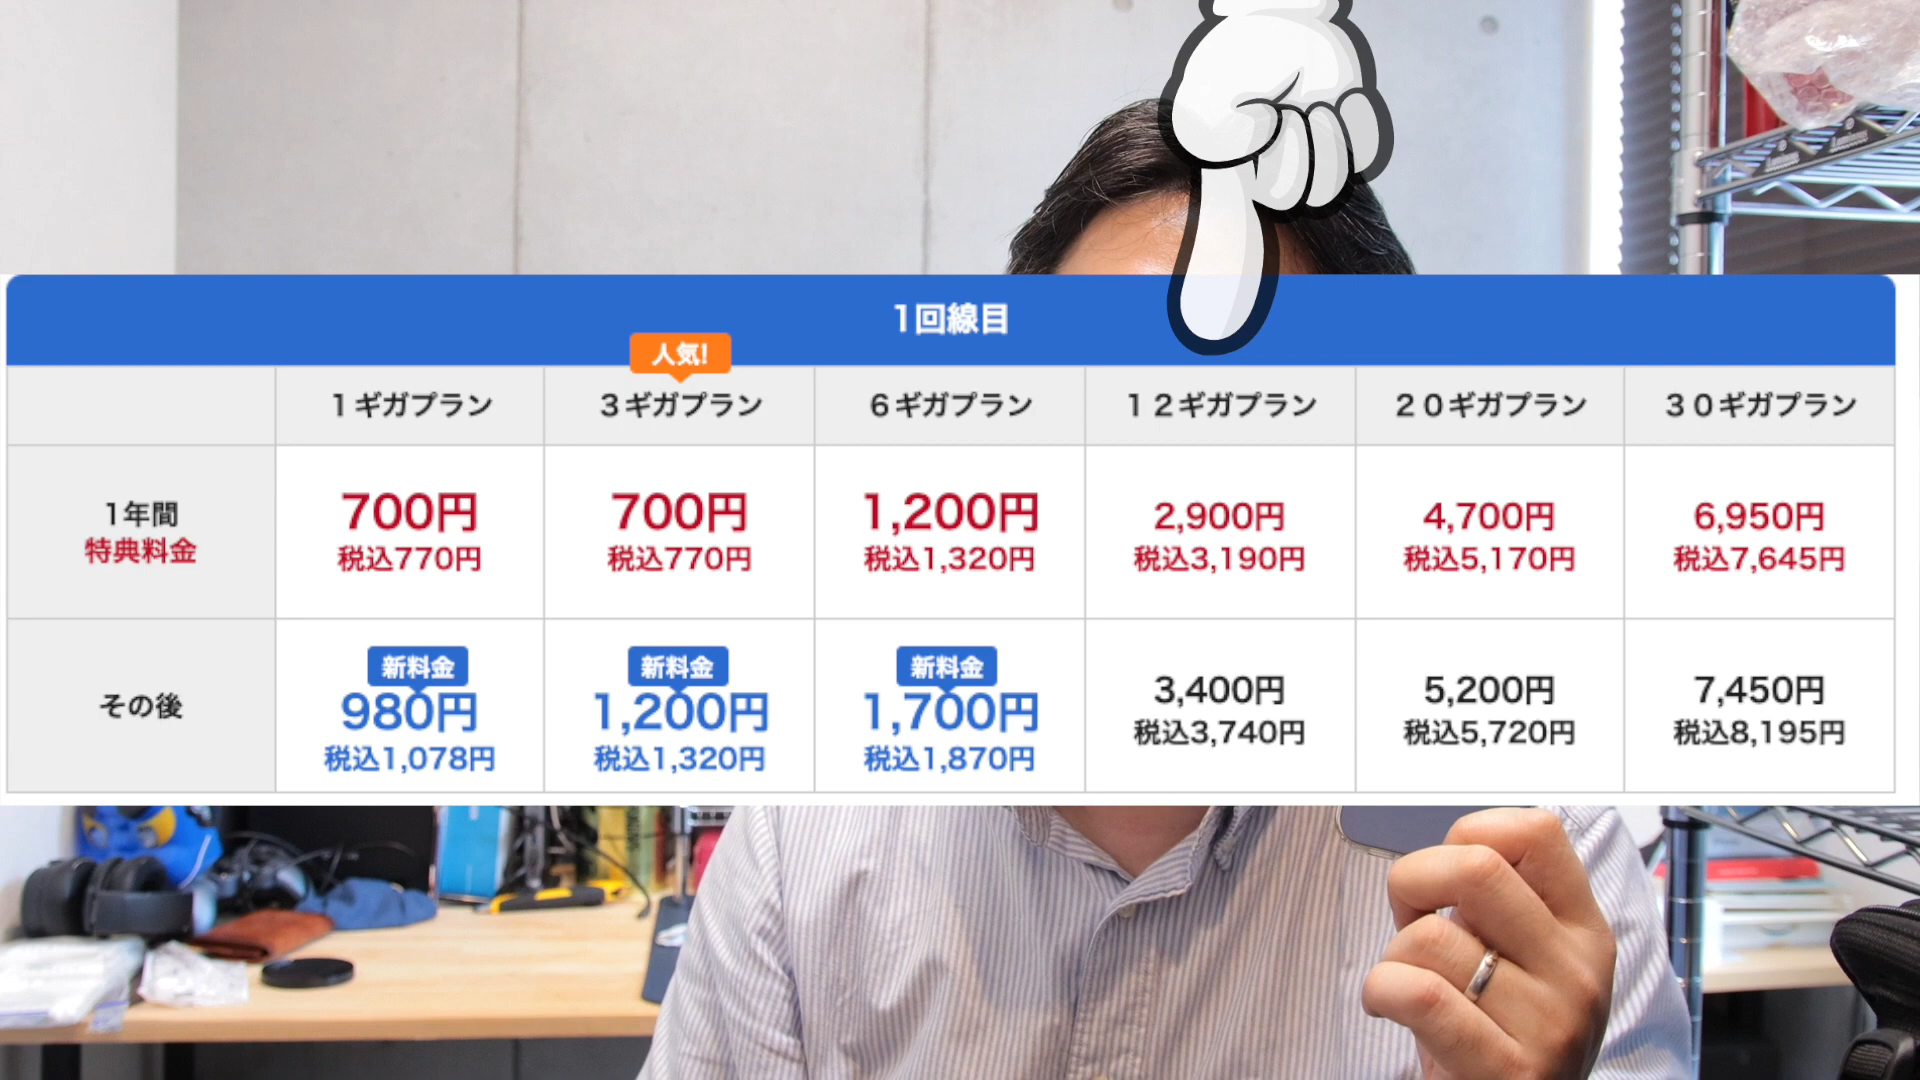 1回線目
人気!
1ギガプラン
3ギガプラン
6ギガプラン
12ギガプラン
20ギガプラン
30ギガプラン
1年間
特典料金
700円
税込770円
700円
税込770円
1,200円
税込1,320円
2,900円
税込3,190円
4,700円
税込5,170円
6,950円
税込7,645円
その後
新料金
980円
税込1,078円
新料金
1,200円
税込1,320円
新料金
1,700円
税込1,870円
3,400円
税込3,740円
5,200円
税込5,720円
7,450円
税込8,195円